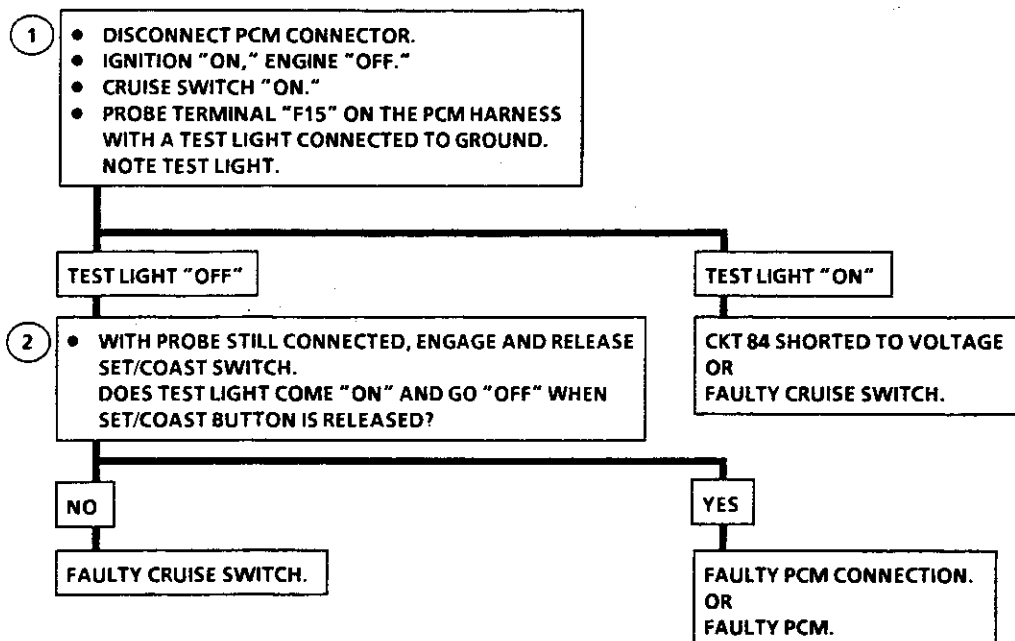 1
• DISCONNECT PCM CONNECTOR.
• IGNITION "ON," ENGINE "OFF."
• CRUISE SWITCH "ON."
• PROBE TERMINAL "F15" ON THE PCM HARNESS
WITH A TEST LIGHT CONNECTED TO GROUND.
NOTE TEST LIGHT.
TEST LIGHT "OFF"
TEST LIGHT "ON"
2
• WITH PROBE STILL CONNECTED, ENGAGE AND RELEASE
SET/COAST SWITCH.
DOES TEST LIGHT COME "ON" AND GO "OFF" WHEN
SET/COAST BUTTON IS RELEASED?
CKT 84 SHORTED TO VOLTAGE
OR
FAULTY CRUISE SWITCH.
NO
YES
FAULTY CRUISE SWITCH.
FAULTY PCM CONNECTION.
OR
FAULTY PCM.